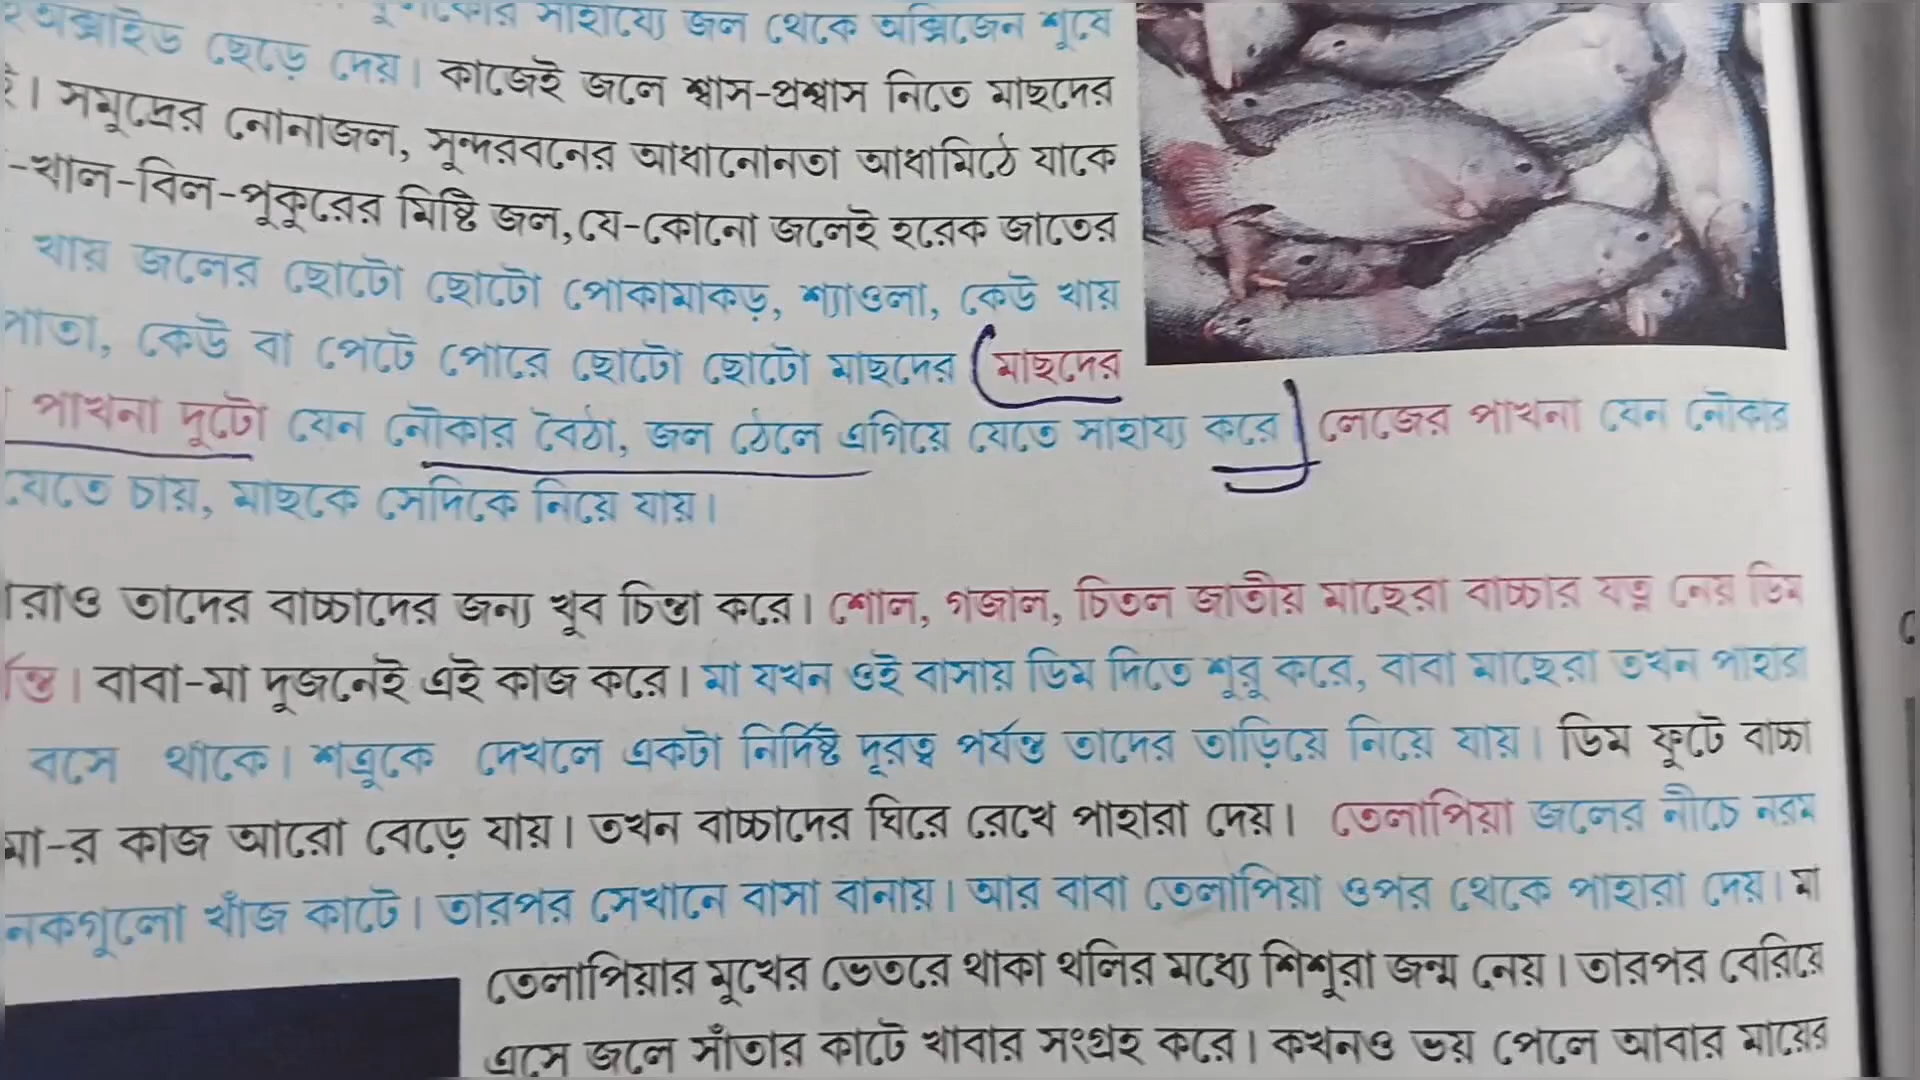 সাহায্যে জল থেকে অক্সিজেন শুষে
ছেড়ে দেয়। কাজেই জলে শ্বাস-প্রশ্বাস নিতে মাছদের
। সমুদ্রের নোনাজল, সুন্দরবনের আধানোনতা আধামিঠে যাকে
-খাল-বিল-পুকুরের মিষ্টি জল, যে-কোনো জলেই হরেক জাতের
খায় জলের ছোটো ছোটো পোকামাকড়, শ্যাওলা, কেউ খায়
পাতা, কেউ বা পেটে পোরে ছোটো ছোটো মাছদের মাছদের
পাখনা দুটো যেন নৌকার বৈঠা, জল ঠেলে এগিয়ে যেতে সাহায্য করে লেজের পাখনা যেন নৌকার
যেতে চায়, মাছকে সেদিকে নিয়ে যায়।
রাও তাদের বাচ্চাদের জন্য খুব চিন্তা করে। শোল, গজাল, চিতল জাতীয় মাছেরা বাচ্চার যত্ন নেয় ডিম
। বাবা-মা দুজনেই এই কাজ করে। মা যখন ওই বাসায় ডিম দিতে শুরু করে, বাবা মাছেরা তখন পাহারা
বসে থাকে। শত্রুকে দেখলে একটা নির্দিষ্ট দূরত্ব পর্যন্ত তাদের তাড়িয়ে নিয়ে যায়। ডিম ফুটে বাচ্চা
মা-র কাজ আরো বেড়ে যায়। তখন বাচ্চাদের ঘিরে রেখে পাহারা দেয়। তেলাপিয়া জলের নীচে নরম
নকগুলো খাঁজ কাটে। তারপর সেখানে বাসা বানায়। আর বাবা তেলাপিয়া ওপর থেকে পাহারা দেয়। মা
তেলাপিয়ার মুখের ভেতরে থাকা থলির মধ্যে শিশুরা জন্ম নেয়। তারপর বেরিয়ে
এসে জলে সাঁতার কাটে খাবার সংগ্রহ করে। কখনও ভয় পেলে আবার মায়ের